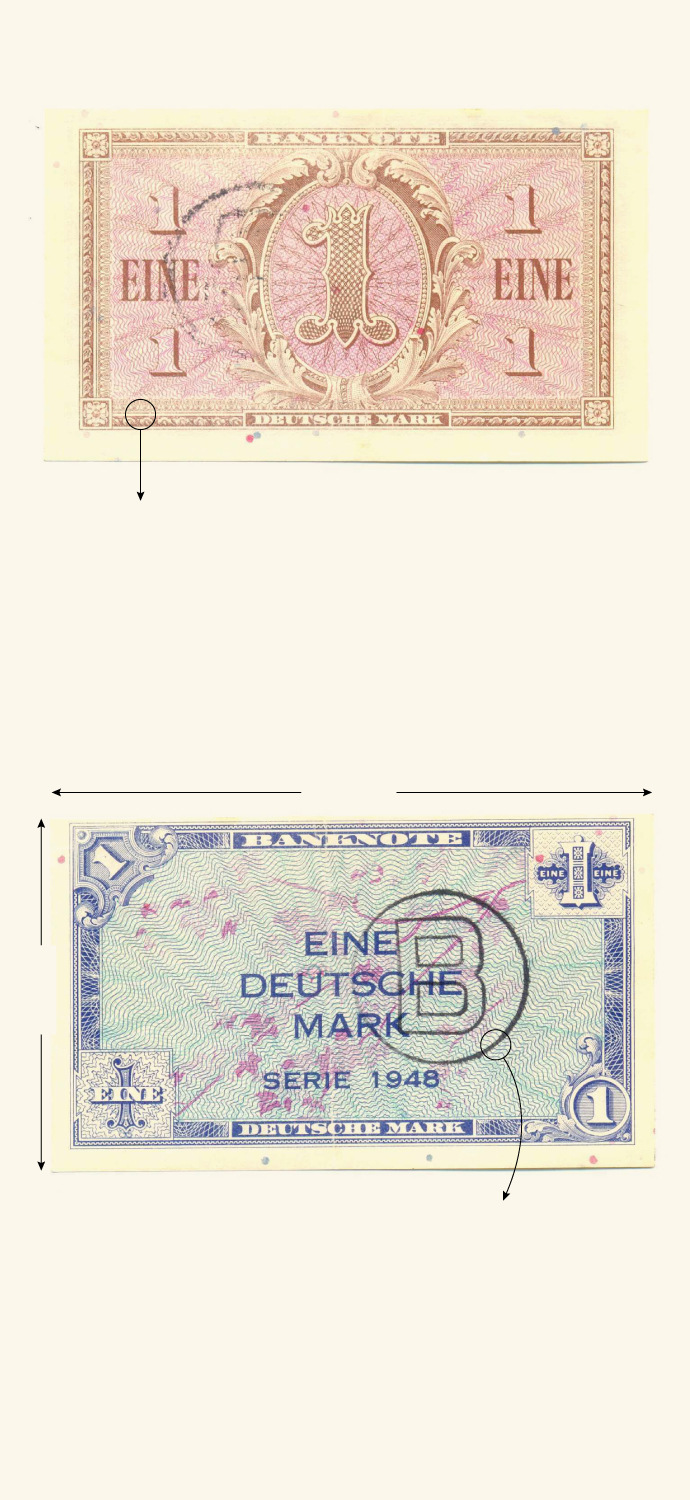 BANKNOTE
1 1
EINE 1 EINE
1 1
DEUTSCHE MARK
BANKNOTE
1 EINE 1 EINE
EINE
DEUTSCHE
MARK
B
SERIE 1948
EINE 1 1
DEUTSCHE MARK